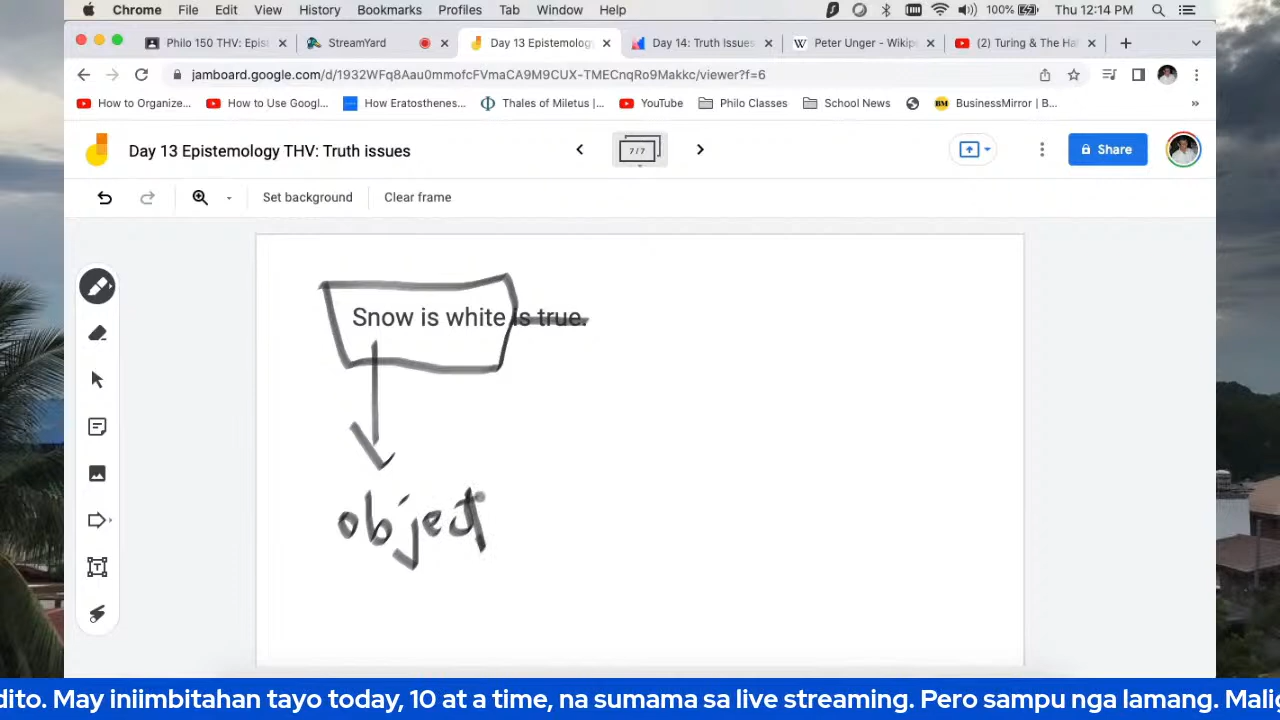 Chrome File Edit View History Bookmarks Profiles Tab Window Help 100% Thu 12:14 PM
Philo 150 THV: Epis
StreamYard
Day 13 Epistemology
Day 14: Truth Issues
Peter Unger - Wikipe
(2) Turing & The Ha
jamboard.google.com/d/1932WFq8Aau0mmofcFVmaCA9M9CUX-TMECnqRo9Makkc/viewer?f=6
How to Organize... How to Use Googl... How Eratosthenes... Thales of Miletus |... YouTube Philo Classes School News BM BusinessMirror | B... »
Day 13 Epistemology THV: Truth issues
7 / 7
Share
Set background Clear frame
Snow is white is true.
object
dito. May iniimbitahan tayo today, 10 at a time, na sumama sa live streaming. Pero sampu nga lamang. Malig